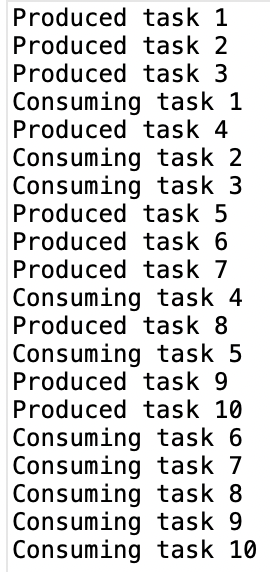 Produced task 1
Produced task 2
Produced task 3
Consuming task 1
Produced task 4
Consuming task 2
Consuming task 3
Produced task 5
Produced task 6
Produced task 7
Consuming task 4
Produced task 8
Consuming task 5
Produced task 9
Produced task 10
Consuming task 6
Consuming task 7
Consuming task 8
Consuming task 9
Consuming task 10